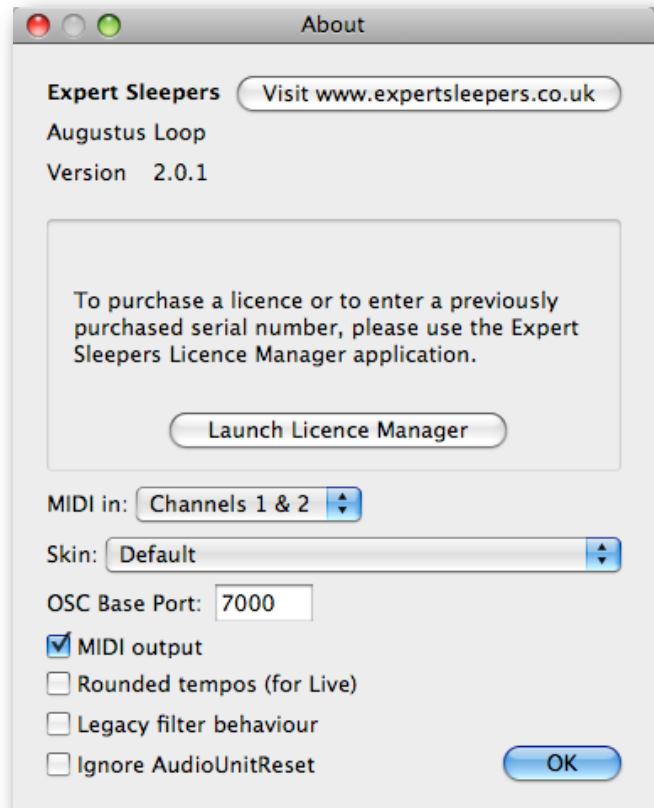 About
Expert Sleepers Visit www.expertsleepers.co.uk
Augustus Loop
Version 2.0.1
To purchase a licence or to enter a previously
purchased serial number, please use the Expert
Sleepers Licence Manager application.
Launch Licence Manager
MIDI in: Channels 1 & 2
Skin: Default
OSC Base Port: 7000
MIDI output
Rounded tempos (for Live)
Legacy filter behaviour
Ignore AudioUnitReset OK